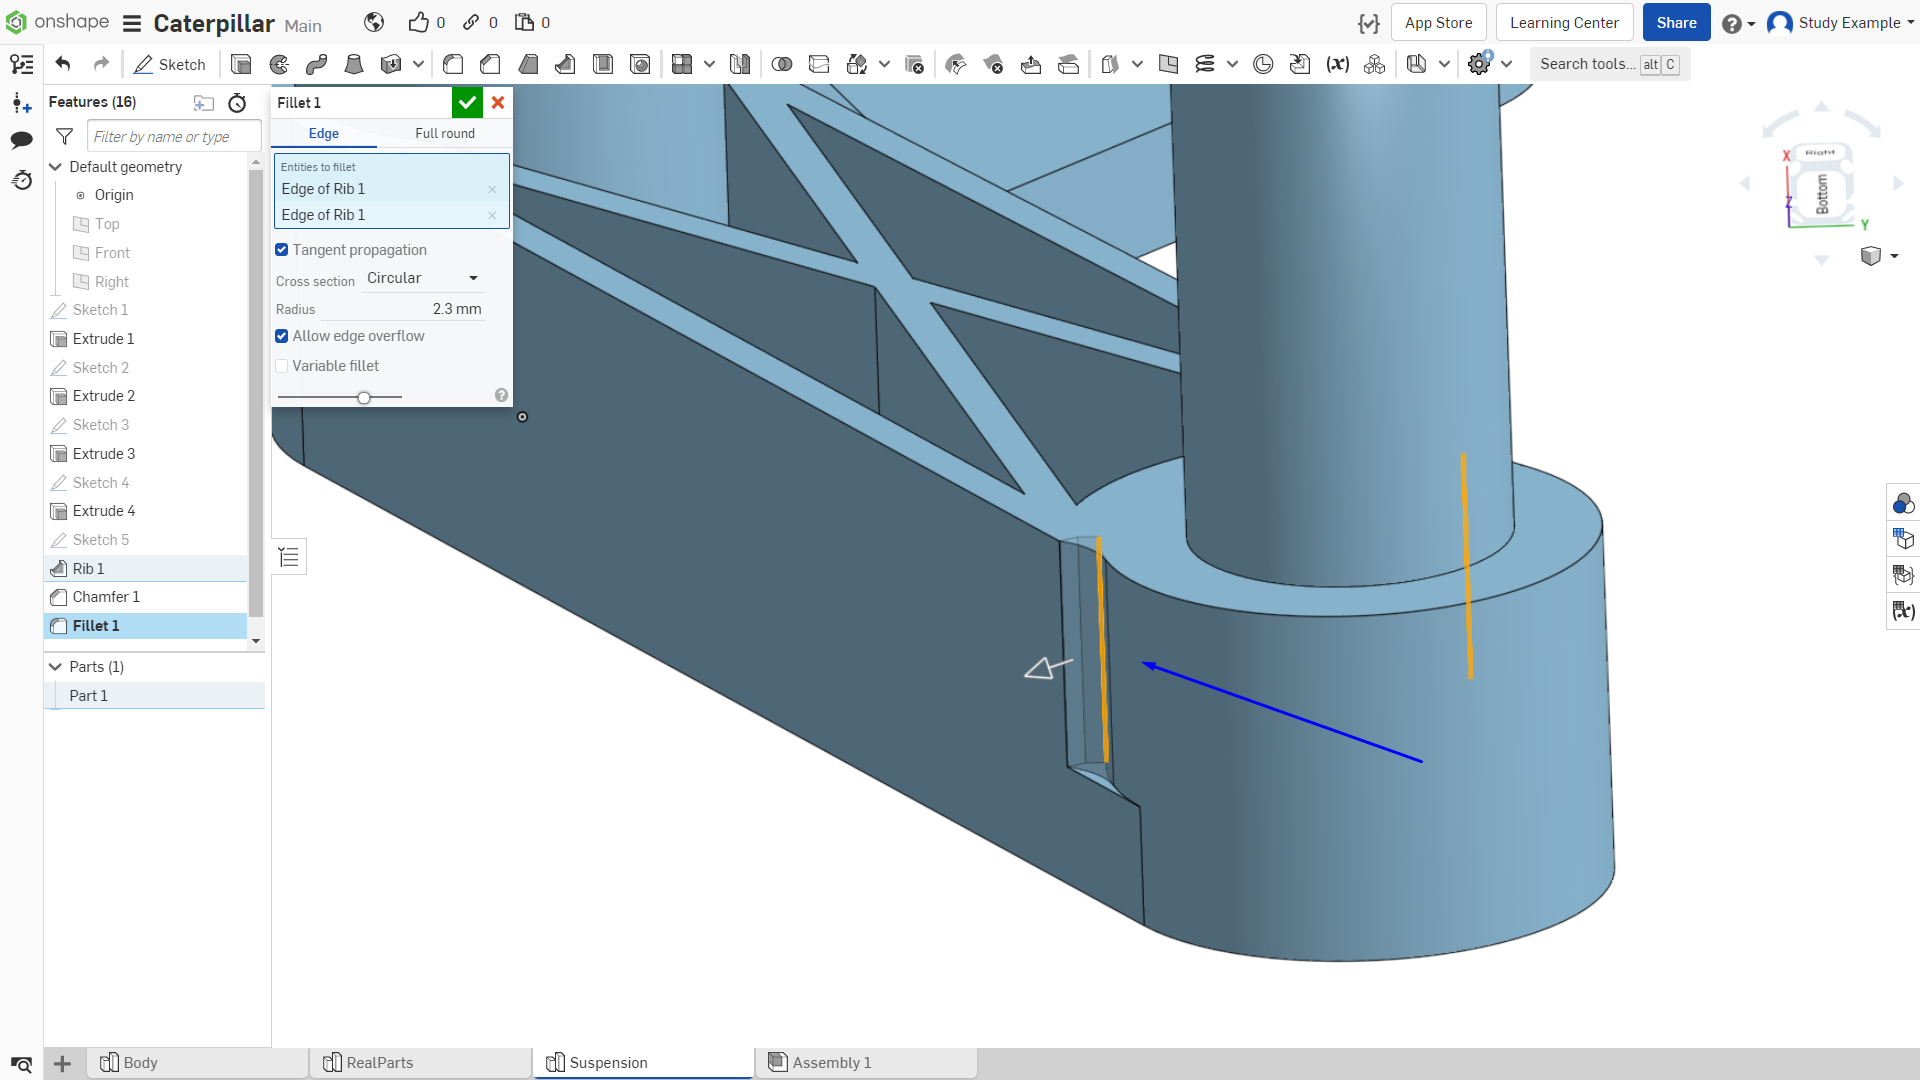 onshape Caterpillar Main 0 0 0 App Store Learning Center Share Study Example
Sketch Search tools... alt C
Features (16)
Filter by name or type
Default geometry
Origin
Top
Front
Right
Sketch 1
Extrude 1
Sketch 2
Extrude 2
Sketch 3
Extrude 3
Sketch 4
Extrude 4
Sketch 5
Rib 1
Chamfer 1
Fillet 1
Parts (1)
Part 1
Fillet 1
Edge Full round
Entities to fillet
Edge of Rib 1
Edge of Rib 1
Tangent propagation
Cross section Circular
Radius 2.3 mm
Allow edge overflow
Variable fillet
X Right
Z Bottom
Y
Body RealParts Suspension Assembly 1